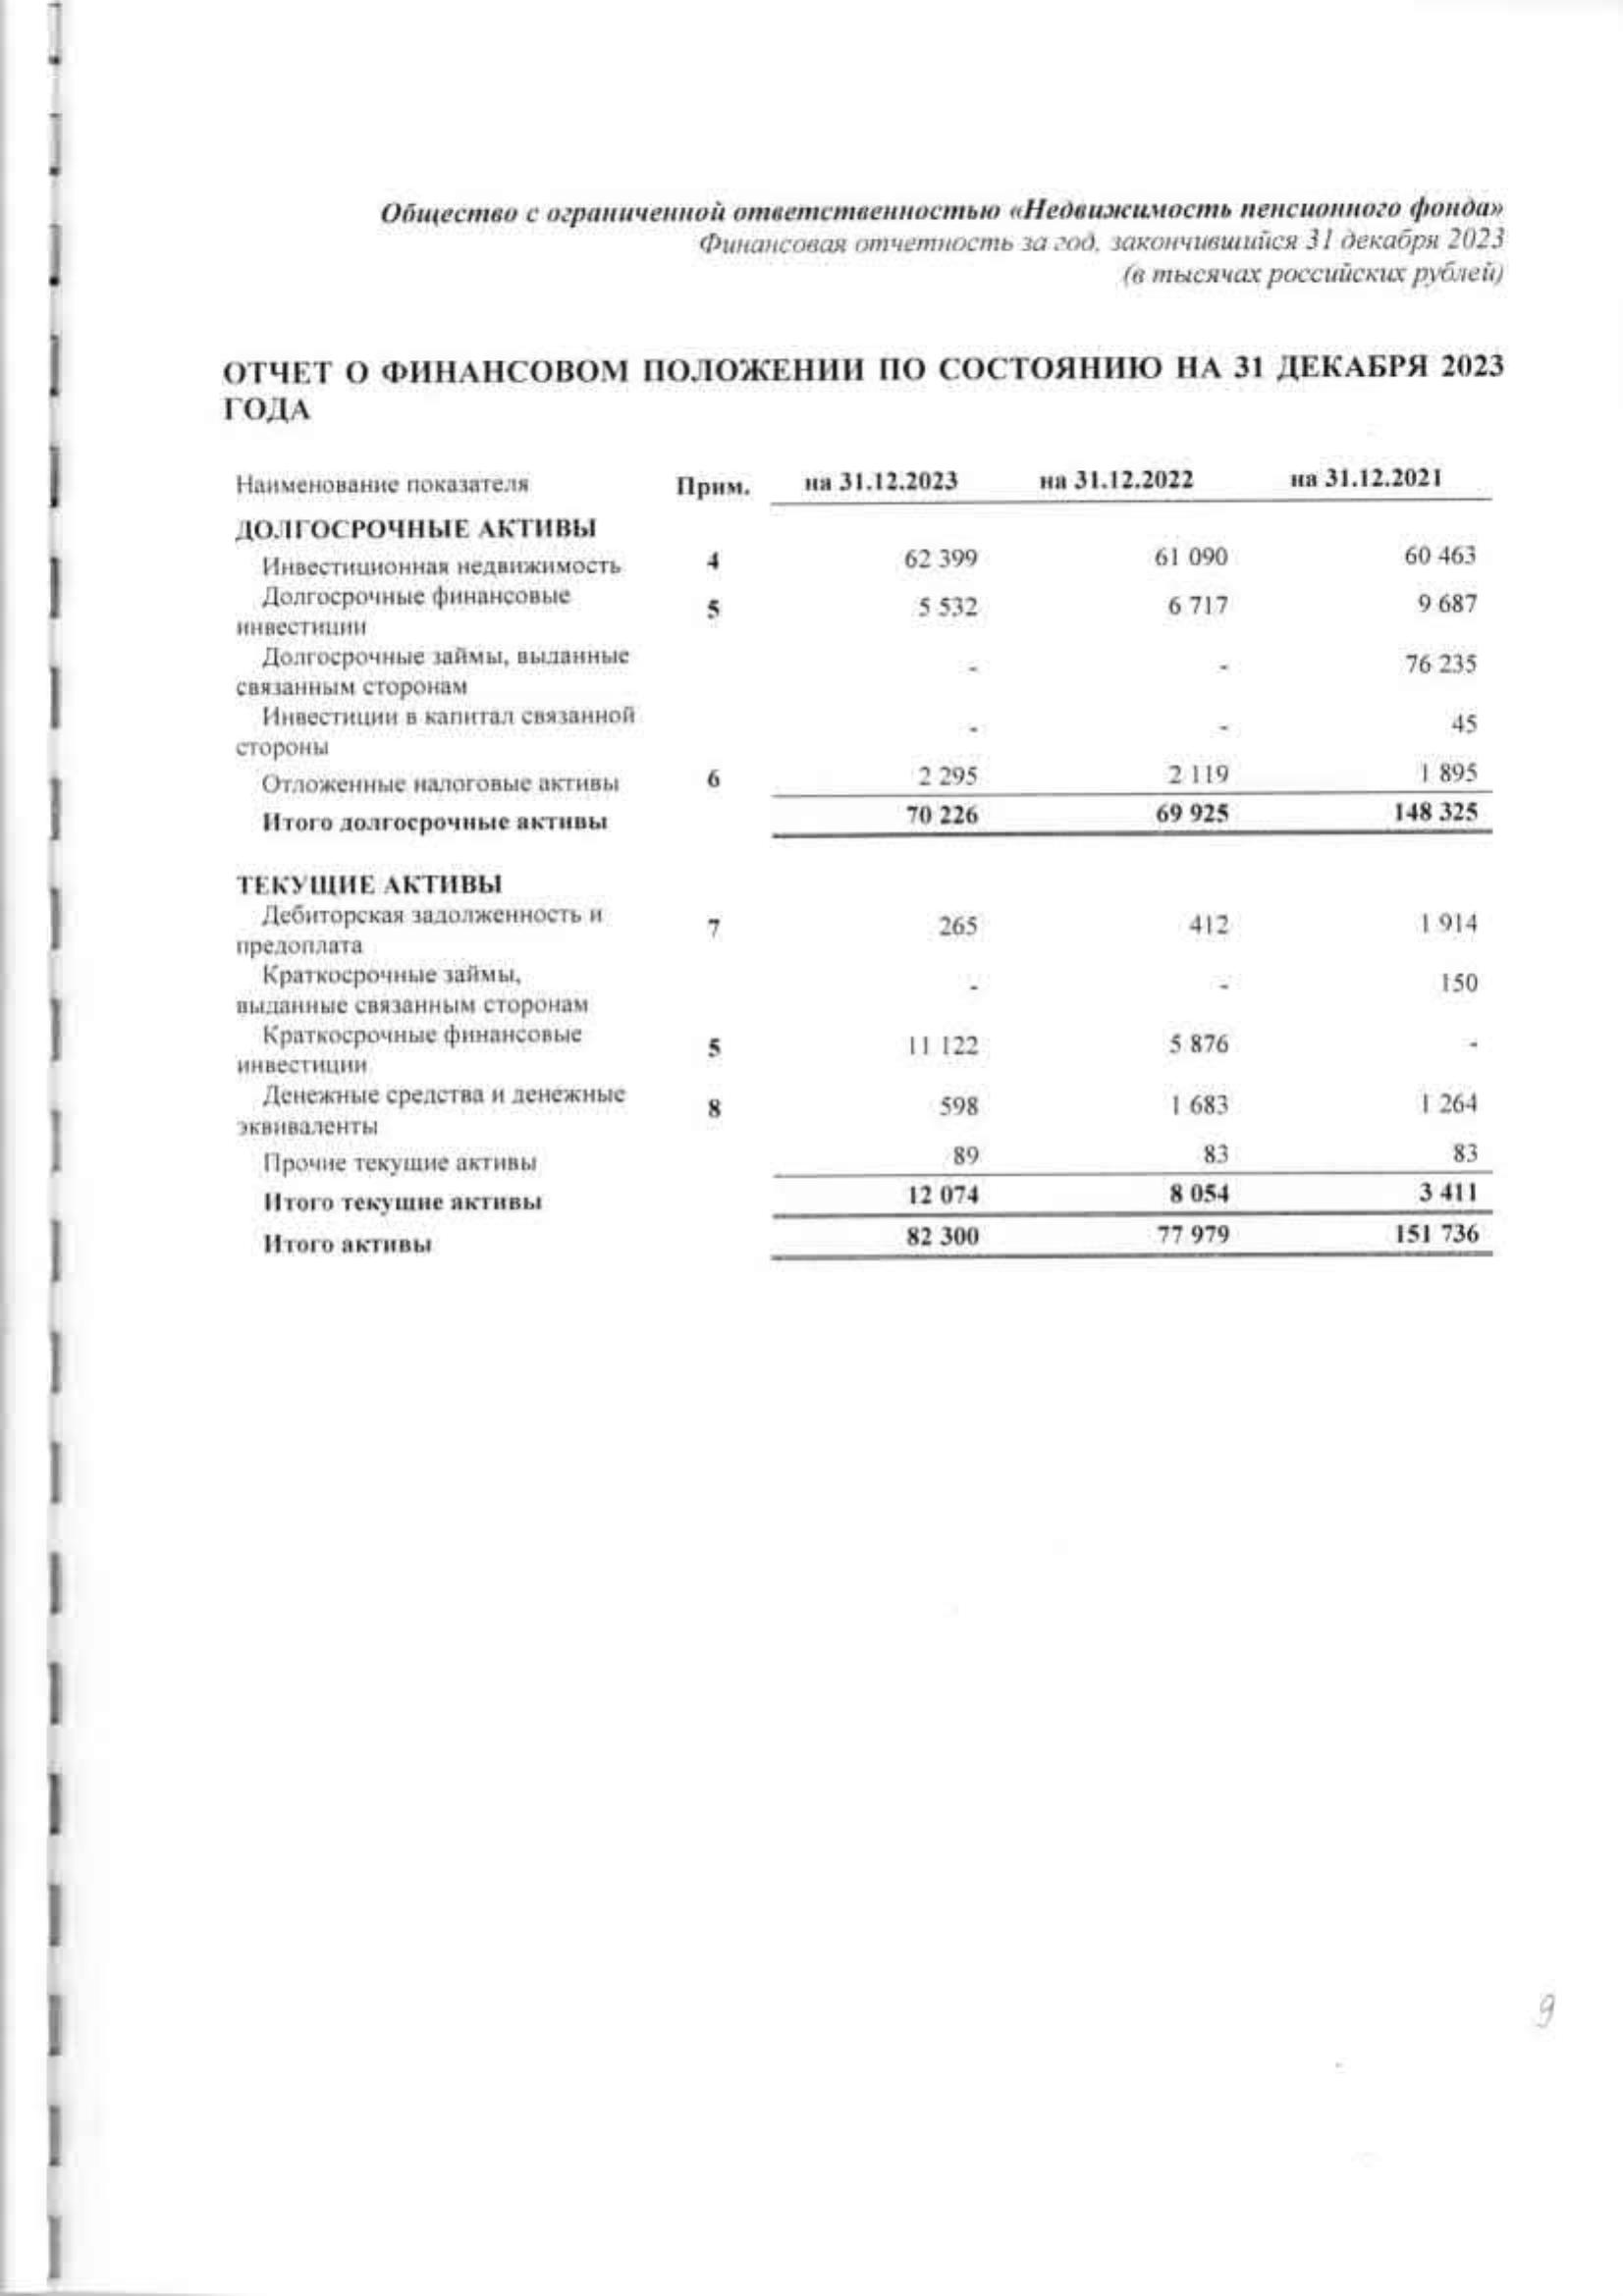 Общество с ограниченной ответственностью «Недвижимость пенсионного фонда»
Финансовая отчетность за год, закончившийся 31 декабря 2023
(в тысячах российских рублей)
ОТЧЕТ О ФИНАНСОВОМ ПОЛОЖЕНИИ ПО СОСТОЯНИЮ НА 31 ДЕКАБРЯ 2023
ГОДА
Наименование показателя Прим. на 31.12.2023 на 31.12.2022 на 31.12.2021
ДОЛГОСРОЧНЫЕ АКТИВЫ
Инвестиционная недвижимость 4 62 399 61 090 60 463
Долгосрочные финансовые
инвестиции 5 5 532 6 717 9 687
Долгосрочные займы, выданные
связанным сторонам - - 76 235
Инвестиции в капитал связанной
стороны - - 45
Отложенные налоговые активы 6 2 295 2 119 1 895
Итого долгосрочные активы 70 226 69 925 148 325
ТЕКУЩИЕ АКТИВЫ
Дебиторская задолженность и
предоплата 7 265 412 1 914
Краткосрочные займы,
выданные связанным сторонам - - 150
Краткосрочные финансовые
инвестиции 5 11 122 5 876 -
Денежные средства и денежные
эквиваленты 8 598 1 683 1 264
Прочие текущие активы 89 83 83
Итого текущие активы 12 074 8 054 3 411
Итого активы 82 300 77 979 151 736
9